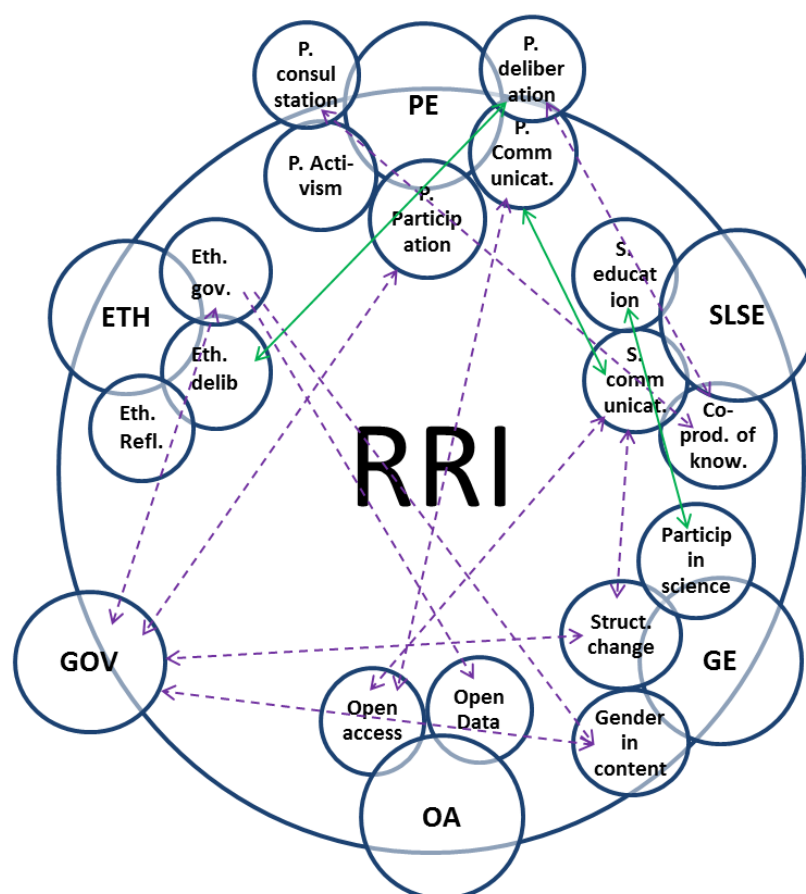 P.
consul
station
PE
P.
deliber
ation
P. Acti-
vism
P.
Comm
unicat.
P.
Particip
ation
Eth.
gov.
ETH
Eth.
delib
Eth.
Refl.
S.
educat
ion
SLSE
S.
comm
unicat.
Co-
prod. of
know.
RRI
Particip
in
science
Struct.
change
GE
GOV
Open
access
Open
Data
Gender
in
content
OA